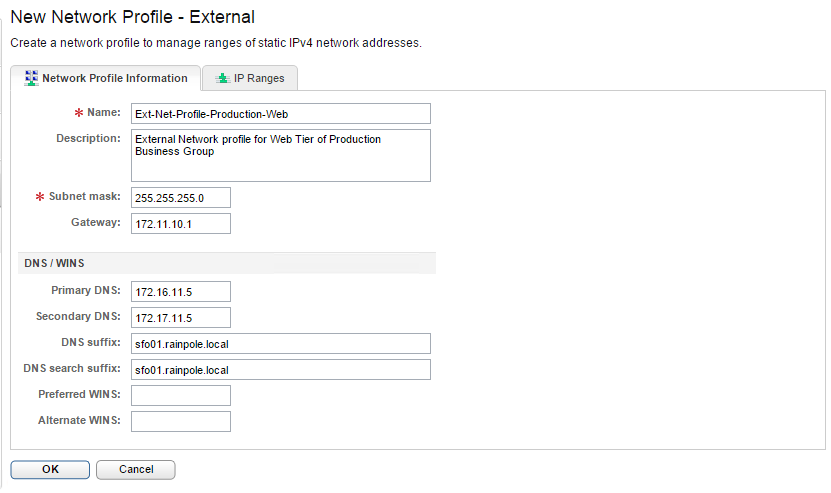 New Network Profile - External
Create a network profile to manage ranges of static IPv4 network addresses.
Network Profile Information IP Ranges
* Name: Ext-Net-Profile-Production-Web
Description: External Network profile for Web Tier of Production
Business Group
* Subnet mask: 255.255.255.0
Gateway: 172.11.10.1
DNS / WINS
Primary DNS: 172.16.11.5
Secondary DNS: 172.17.11.5
DNS suffix: sfo01.rainpole.local
DNS search suffix: sfo01.rainpole.local
Preferred WINS:
Alternate WINS:
OK Cancel